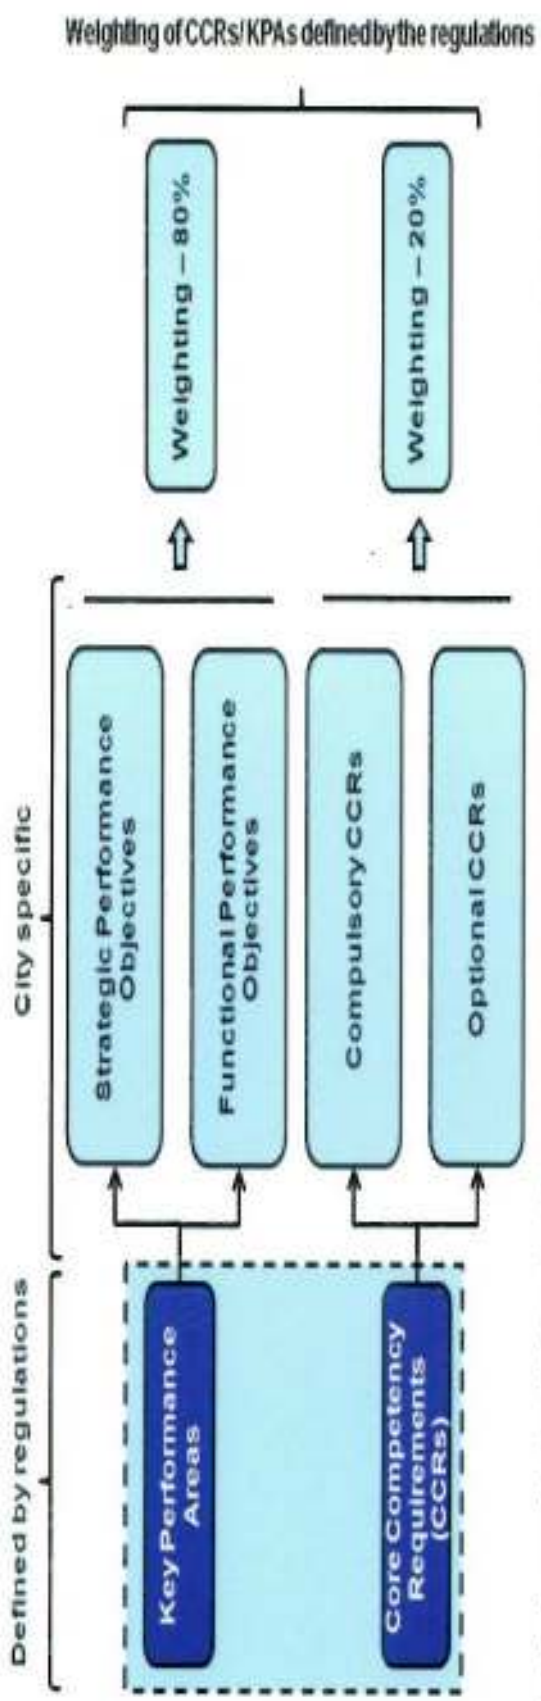 Weighting of CCRs/ KPAs defined by the regulations
Defined by regulations
City specific
Key Performance
Areas
Strategic Performance
Objectives
Functional Performance
Objectives
Weighting – 80%
Core Competency
Requirements
(CCRs)
Compulsory CCRs
Optional CCRs
Weighting – 20%